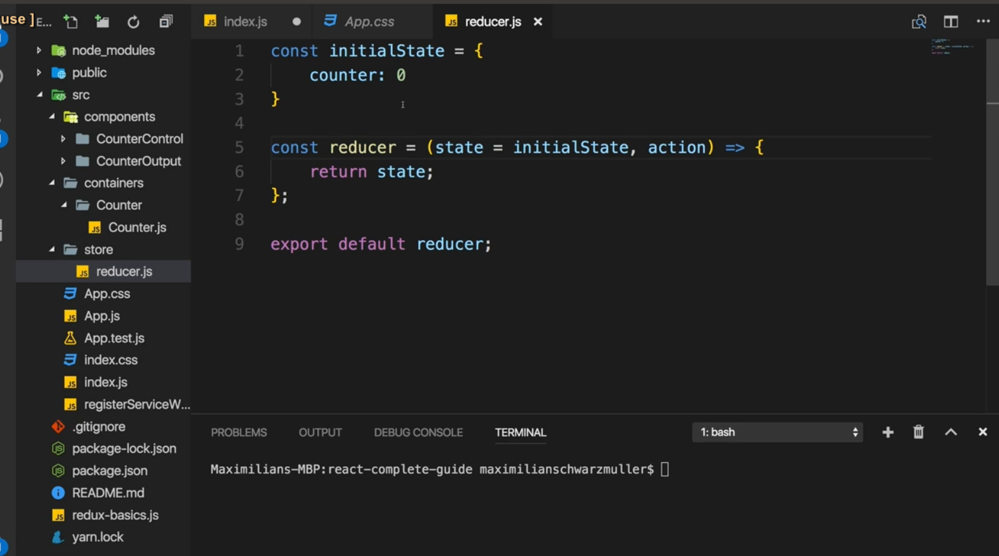 use ]
E...
index.js
App.css
reducer.js
node_modules
public
src
components
CounterControl
CounterOutput
containers
Counter
Counter.js
store
reducer.js
App.css
App.js
App.test.js
index.css
index.js
registerServiceW...
.gitignore
package-lock.json
package.json
README.md
redux-basics.js
yarn.lock
1 const initialState = {
2 counter: 0
3 }
4
5 const reducer = (state = initialState, action) => {
6 return state;
7 };
8
9 export default reducer;
PROBLEMS OUTPUT DEBUG CONSOLE TERMINAL 1: bash
Maximilians-MBP:react-complete-guide maximilianschwarzmuller$